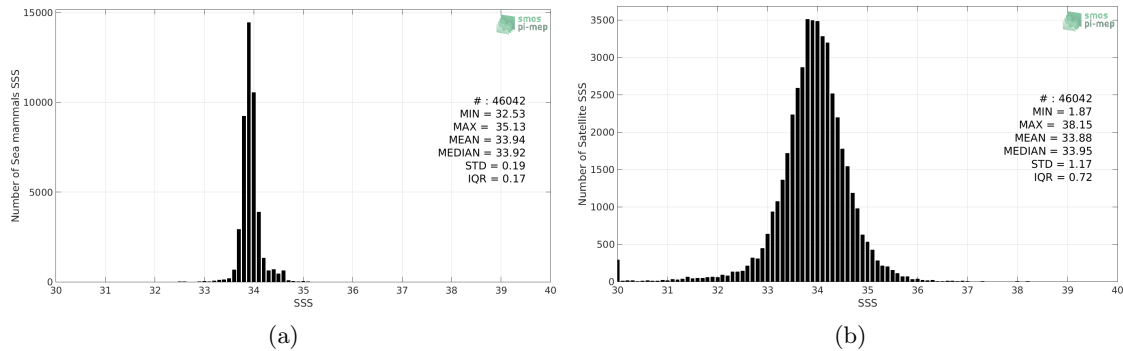 smos
pi-mep
15000
10000
5000
0
Number of Sea mammals SSS
# : 46042
MIN = 32.53
MAX = 35.13
MEAN = 33.94
MEDIAN = 33.92
STD = 0.19
IQR = 0.17
30 31 32 33 34 35 36 37 38 39 40
SSS
(a)
smos
pi-mep
3500
3000
2500
2000
1500
1000
500
0
Number of Satellite SSS
# : 46042
MIN = 1.87
MAX = 38.15
MEAN = 33.88
MEDIAN = 33.95
STD = 1.17
IQR = 0.72
30 31 32 33 34 35 36 37 38 39 40
SSS
(b)